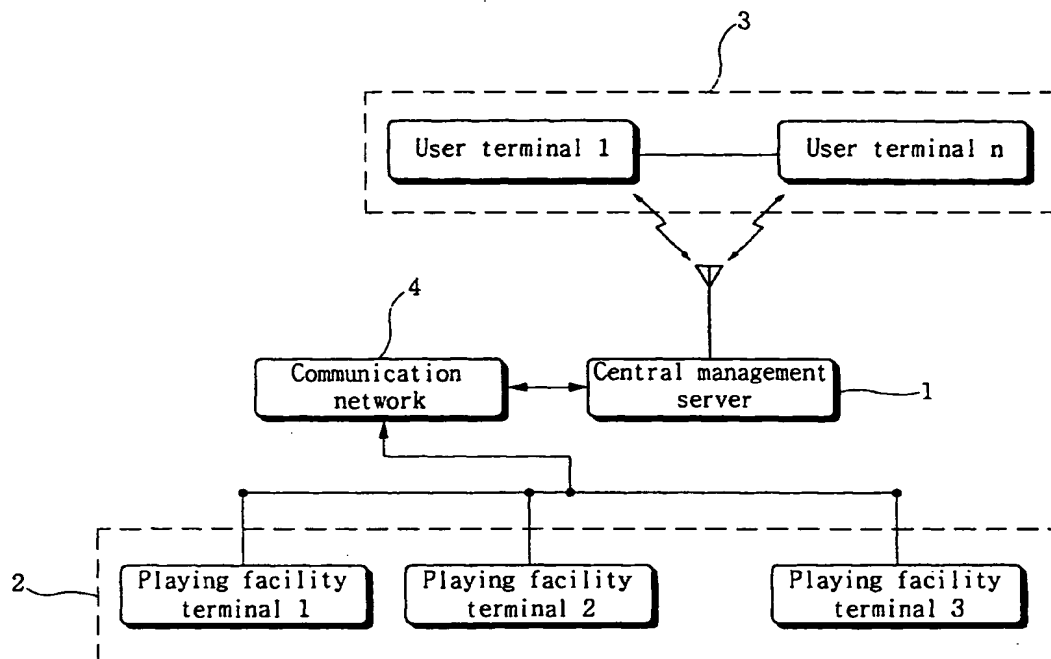 3
User terminal 1
User terminal n
4
Communication
network
Central management
server
1
2
Playing facility
terminal 1
Playing facility
terminal 2
Playing facility
terminal 3